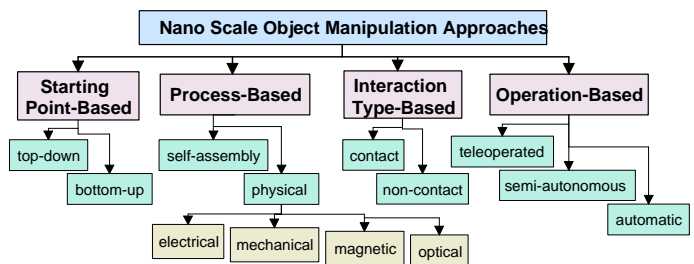 Nano Scale Object Manipulation Approaches
Starting
Point-Based
Process-Based
Interaction
Type-Based
Operation-Based
top-down
bottom-up
self-assembly
physical
contact
non-contact
teleoperated
semi-autonomous
automatic
electrical
mechanical
magnetic
optical